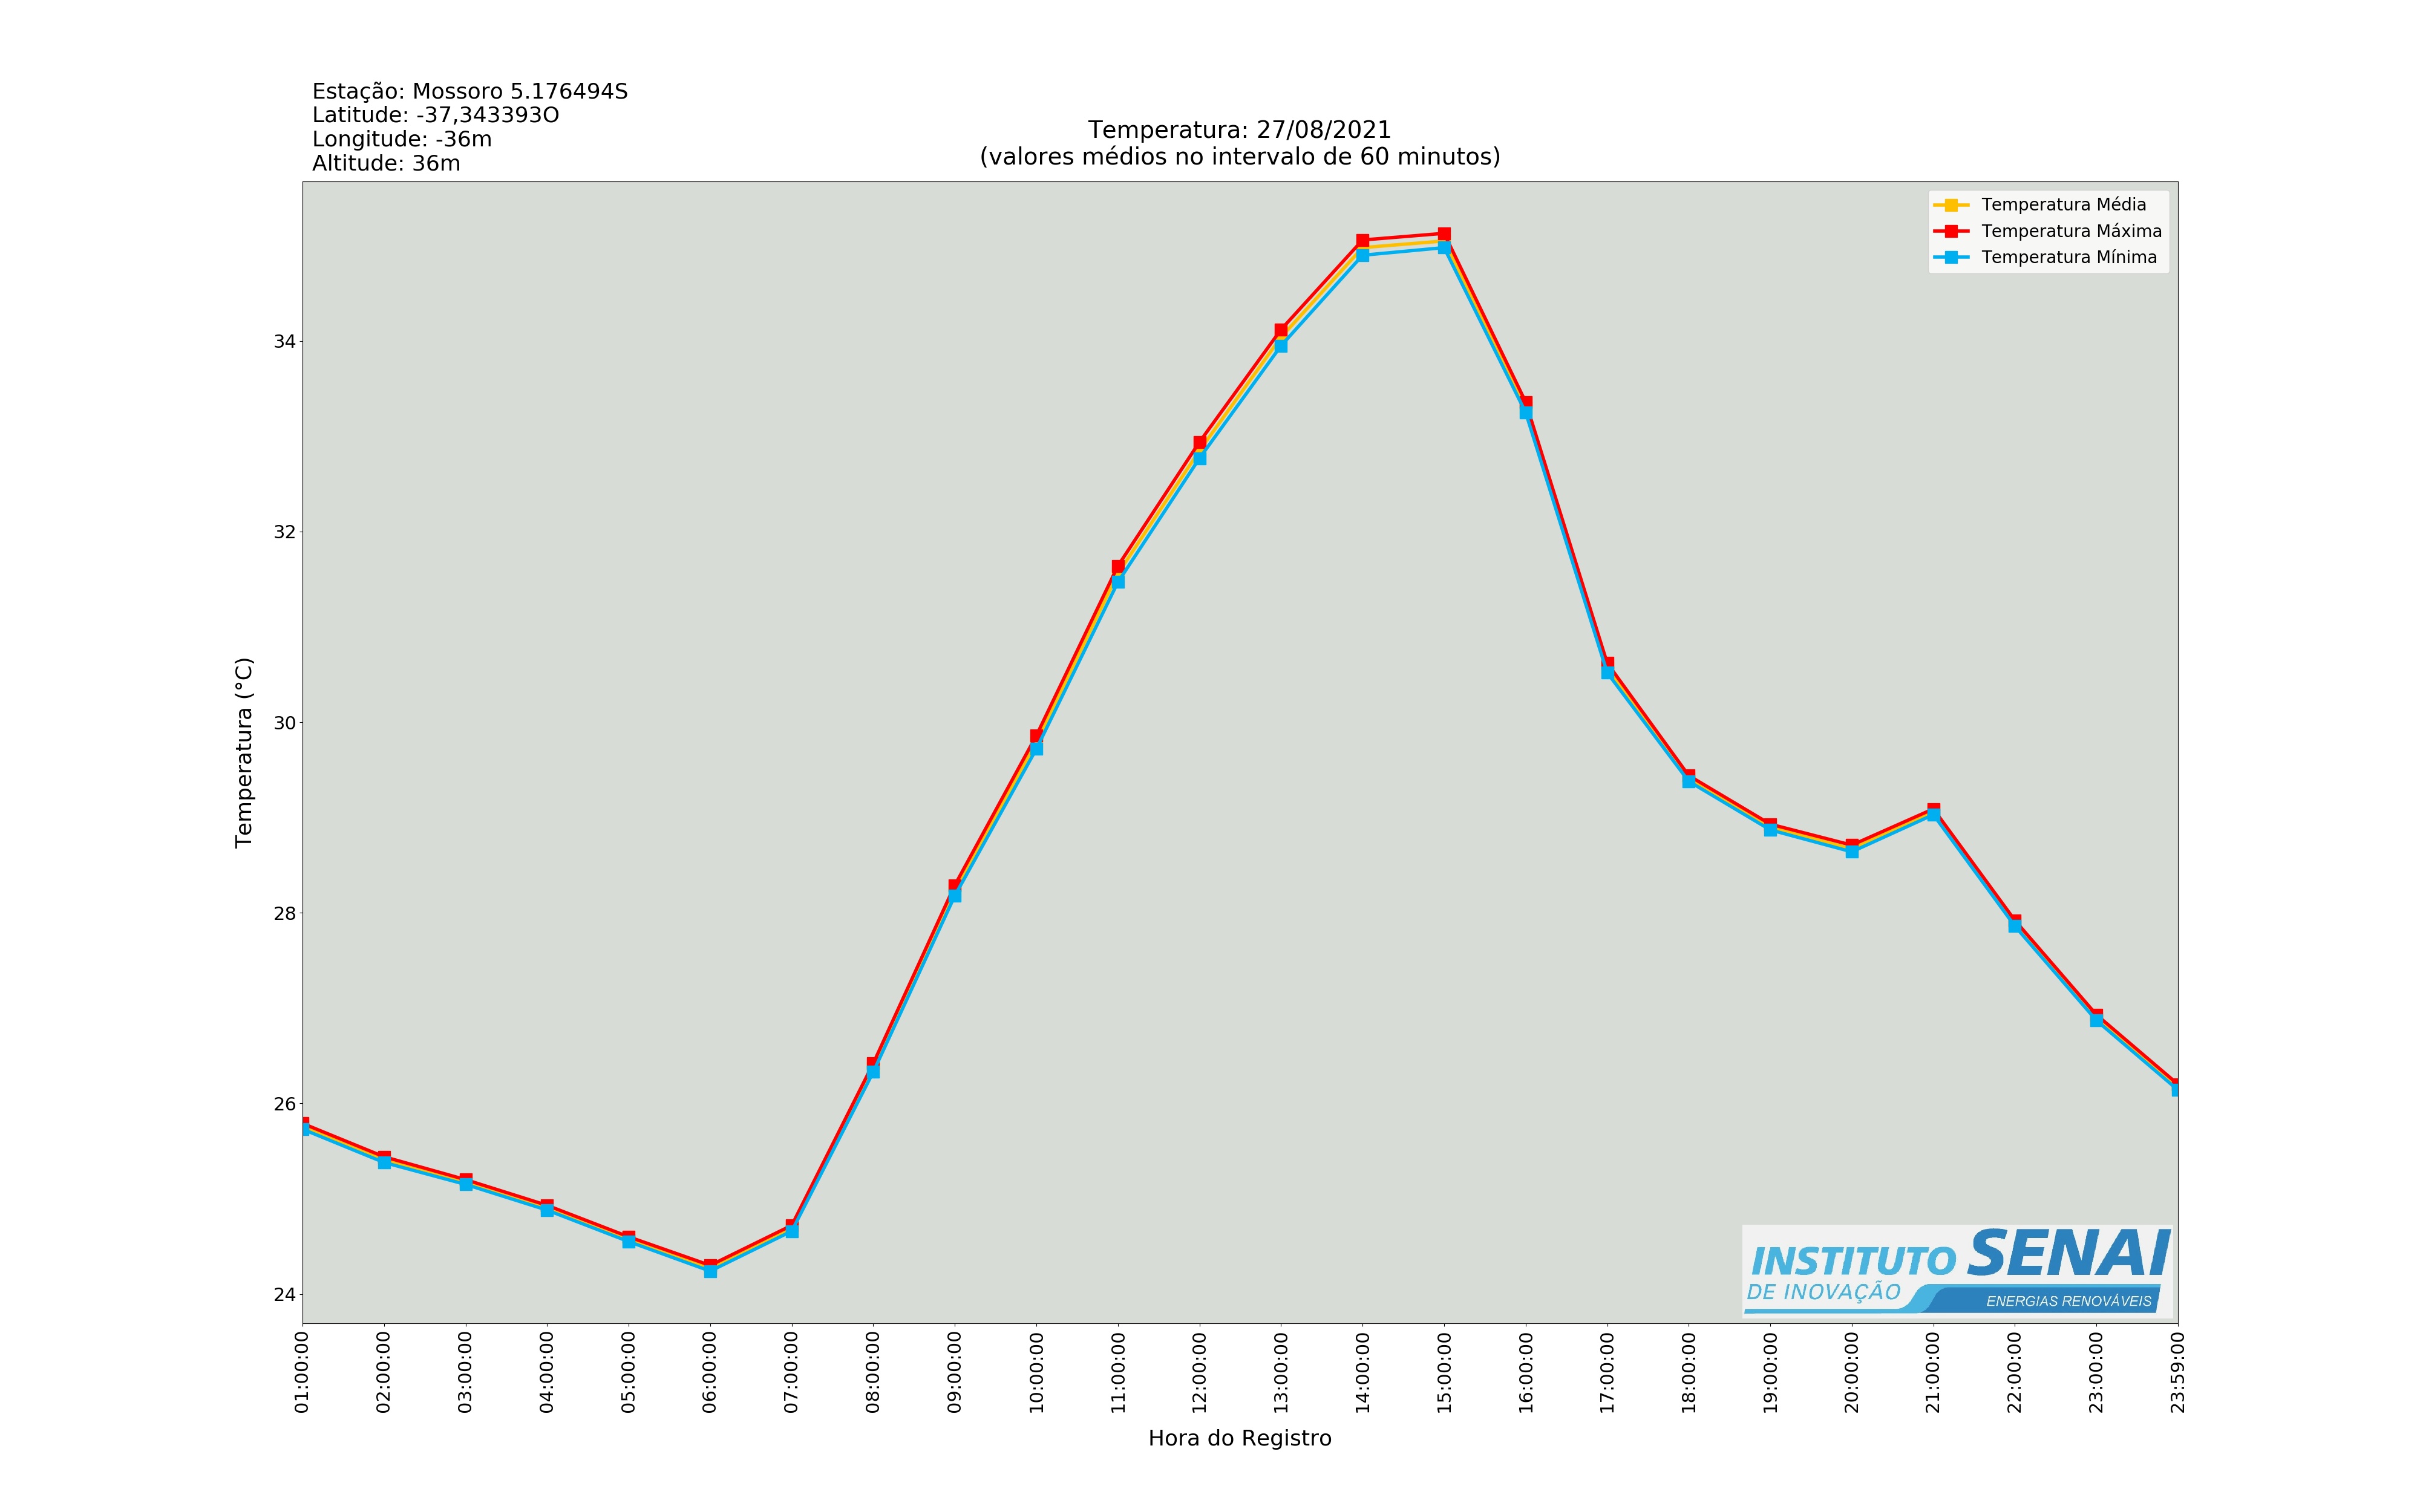 Estação: Mossoro 5.176494S
Latitude: -37,343393O
Longitude: -36m
Altitude: 36m
Temperatura: 27/08/2021
(valores médios no intervalo de 60 minutos)
Temperatura Média
Temperatura Máxima
Temperatura Mínima
Temperatura (°C)
34
32
30
28
26
24
INSTITUTO SENAI
DE INOVAÇÃO
ENERGIAS RENOVÁVEIS
01:00:00
02:00:00
03:00:00
04:00:00
05:00:00
06:00:00
07:00:00
08:00:00
09:00:00
10:00:00
11:00:00
12:00:00
13:00:00
14:00:00
15:00:00
16:00:00
17:00:00
18:00:00
19:00:00
20:00:00
21:00:00
22:00:00
23:00:00
23:59:00
Hora do Registro